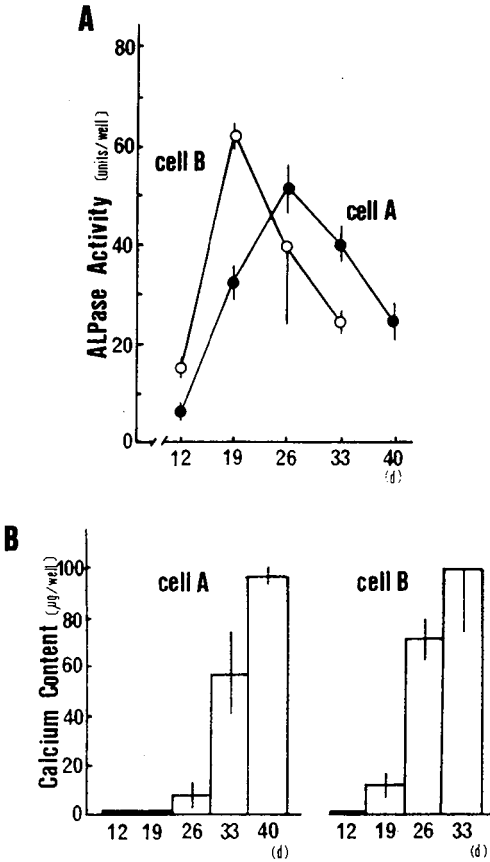 A
80
60
40
20
0
ALPase Activity (units/well)
cell B
cell A
12 19 26 33 40
(d)
B
100
80
60
40
20
0
Calcium Content (µg/well)
cell A
cell B
12 19 26 33 40
(d)
12 19 26 33
(d)